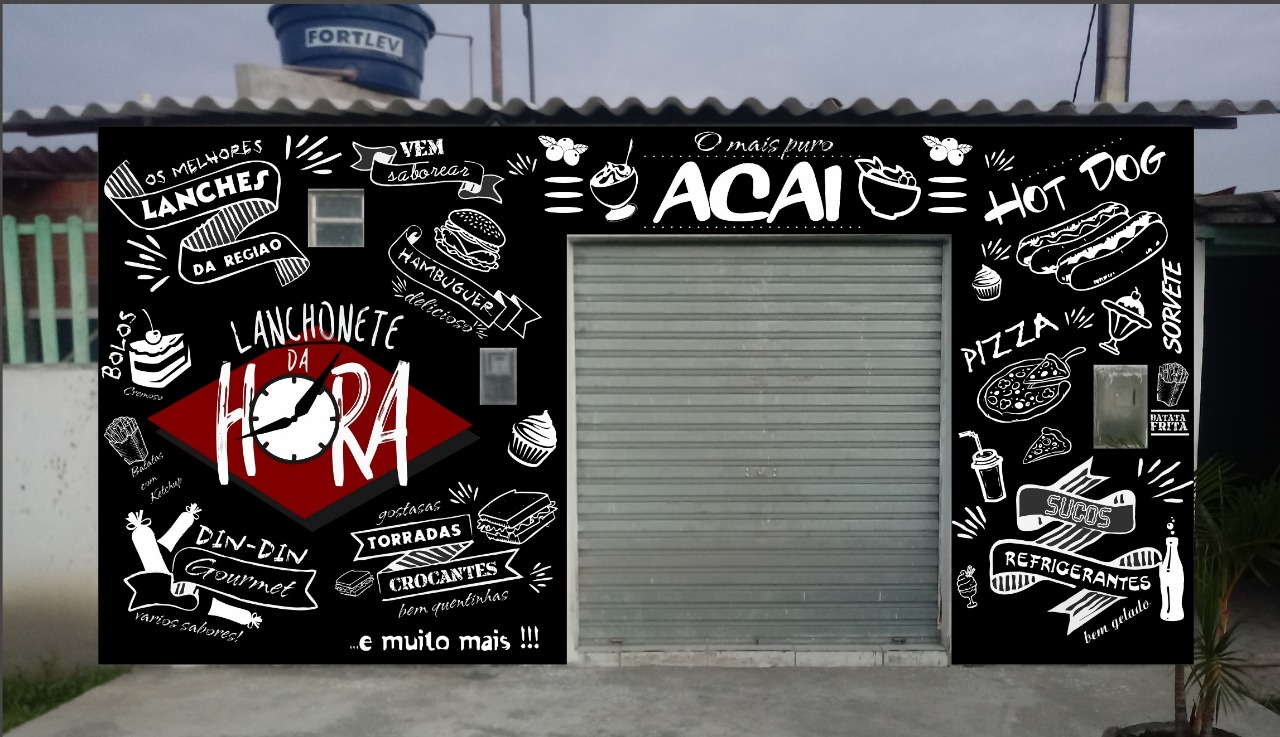 FORTLEV
OS MELHORES
LANCHES
DA REGIAO
VEM
saborear
HAMBUGUER
delicioso
O mais puro
ACAI
HOT DOG
SORVETE
PIZZA
BATATA
FRITA
SUCOS
REFRIGERANTES
bem gelado
BOLOS
Cremoso
LANCHONETE
DA
HORA
Batatas
com
Ketchup
DIN-DIN
Gourmet
varios sabores!
gostasas
TORRADAS
CROCANTES
bem quentinhas
...e muito mais !!!